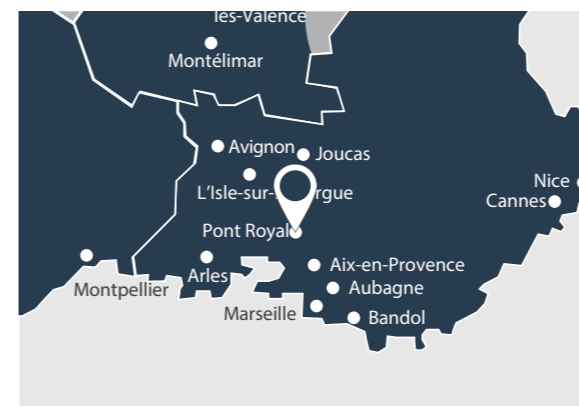 lès-Valence
Montélimar
Avignon
Joucas
L'Isle-sur- rgue
Nice
Cannes
Pont Royal
Aix-en-Provence
Arles
Aubagne
Montpellier
Marseille
Bandol